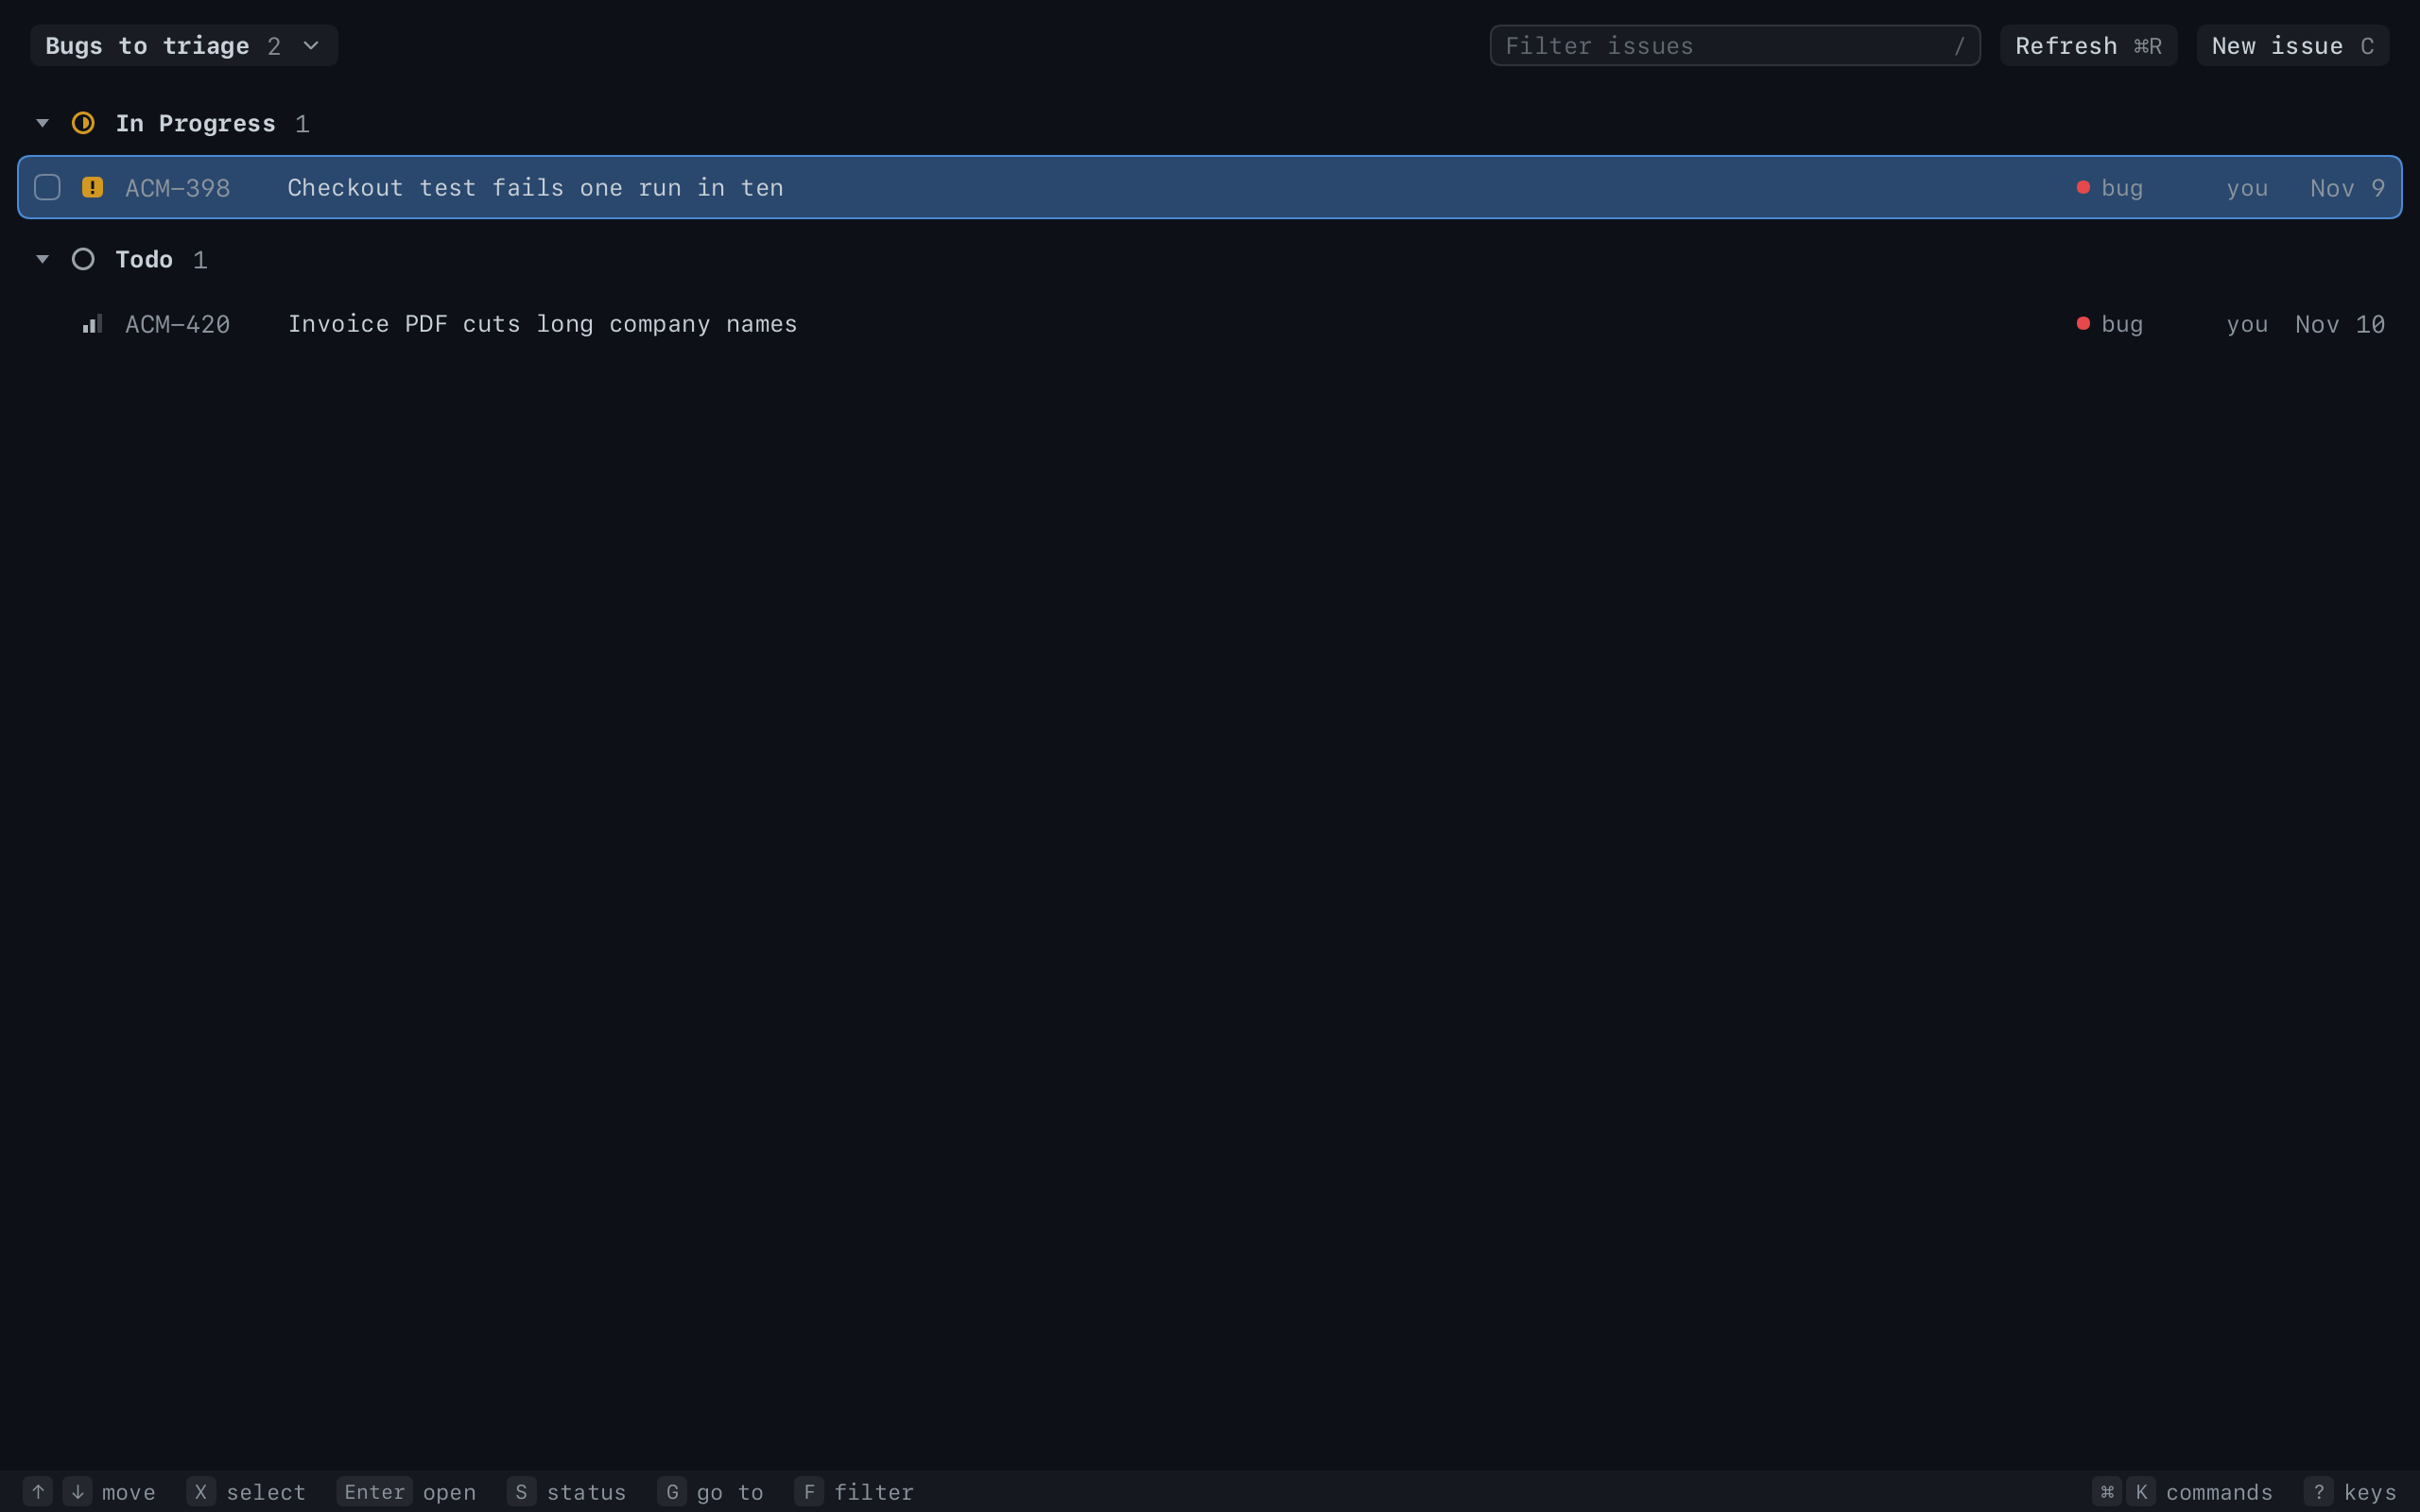 Bugs to triage 2 Filter issues / Refresh ⌘R New issue C
In Progress 1
ACM-398 Checkout test fails one run in ten bug you Nov 9
Todo 1
ACM-420 Invoice PDF cuts long company names bug you Nov 10
↑ ↓ move X select Enter open S status G go to F filter ⌘ K commands ? keys